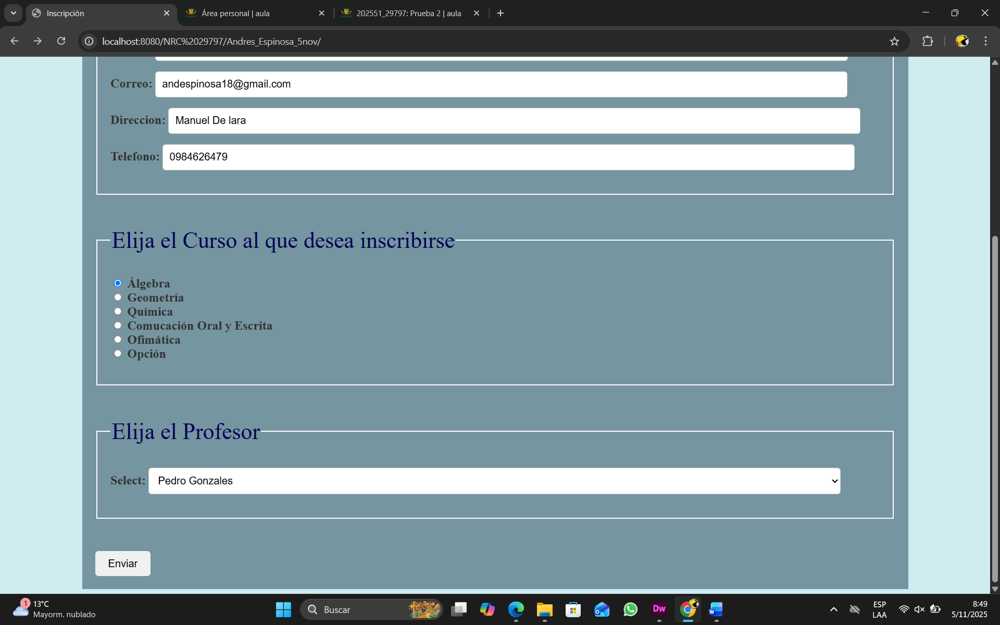 Inscripción
Área personal | aula
202551_29797: Prueba 2 | aula
localhost:8080/NRC%2029797/Andres_Espinosa_5nov/
Correo: andespinosa18@gmail.com
Direccion: Manuel De lara
Telefono: 0984626479
Elija el Curso al que desea inscribirse
Álgebra
Geometría
Química
Comucación Oral y Escrita
Ofimática
Opción
Elija el Profesor
Select: Pedro Gonzales
Enviar
1
13°C
Mayorm. nublado
Buscar
Dw
ESP
LAA
8:49
5/11/2025